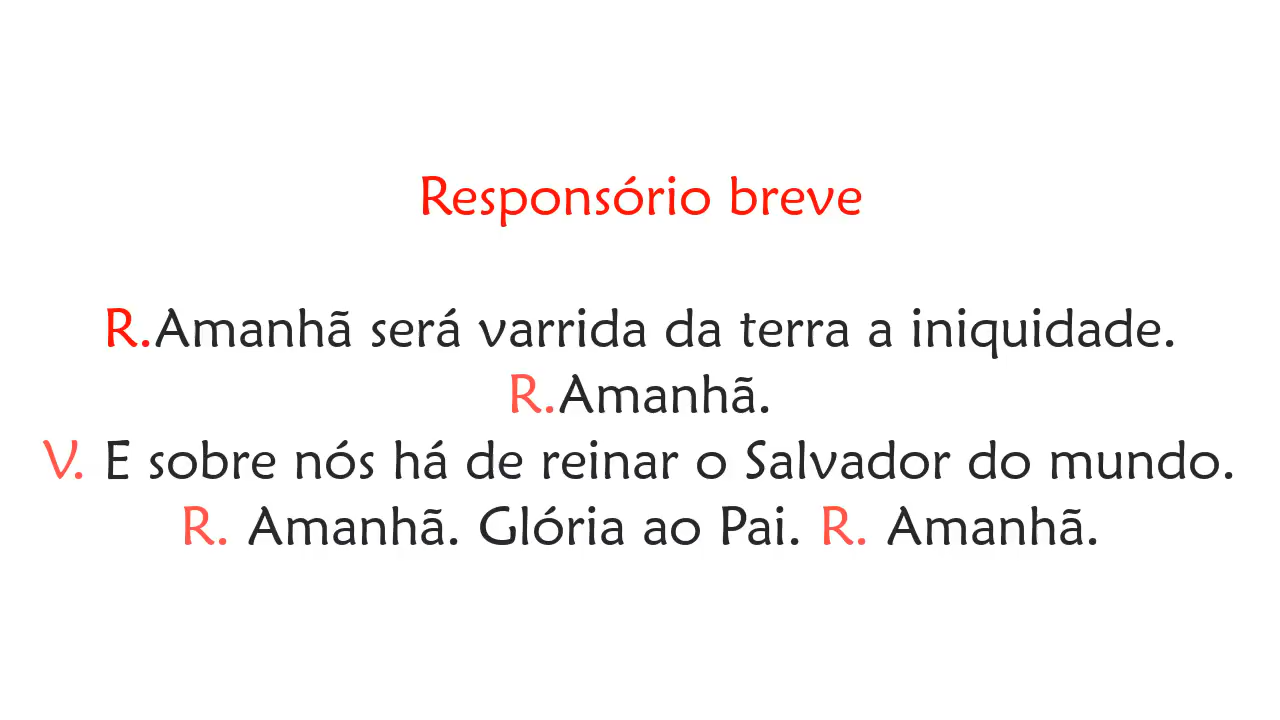 Responsório breve
R.Amanhã será varrida da terra a iniquidade.
R.Amanhã.
V. E sobre nós há de reinar o Salvador do mundo.
R. Amanhã. Glória ao Pai. R. Amanhã.